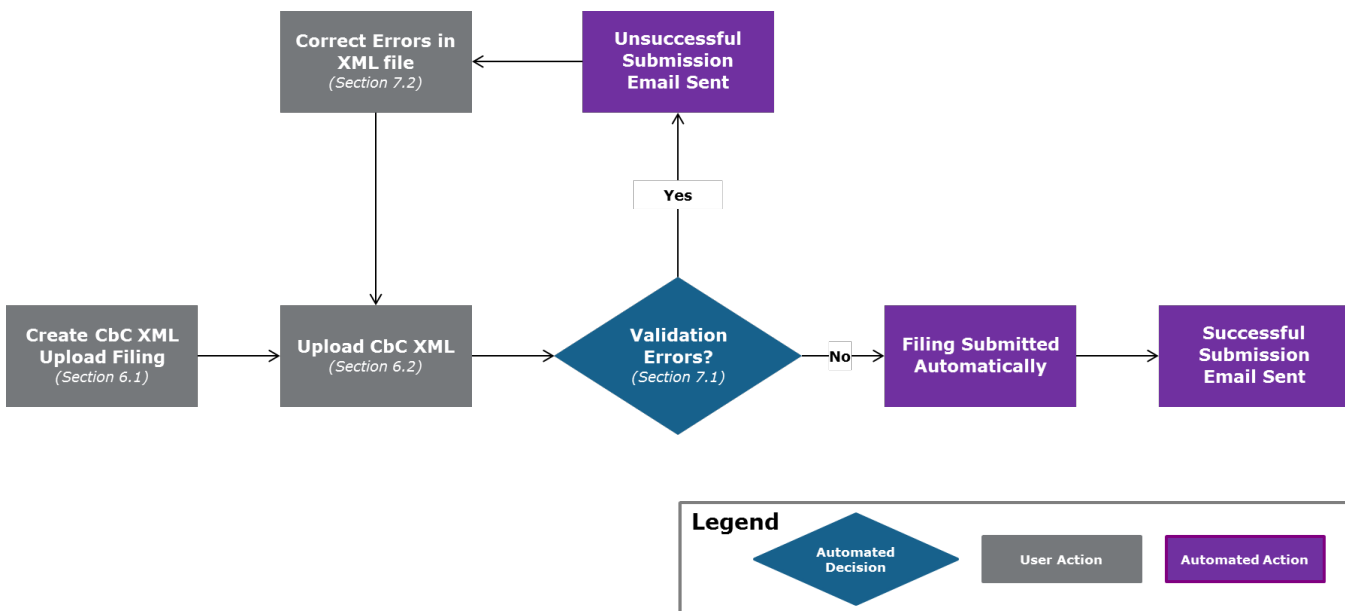 Correct Errors in
XML file
(Section 7.2)
Unsuccessful
Submission
Email Sent
Yes
Create CbC XML
Upload Filing
(Section 6.1)
Upload CbC XML
(Section 6.2)
Validation
Errors?
(Section 7.1)
No
Filing Submitted
Automatically
Successful
Submission
Email Sent
Legend
Automated
Decision
User Action
Automated Action